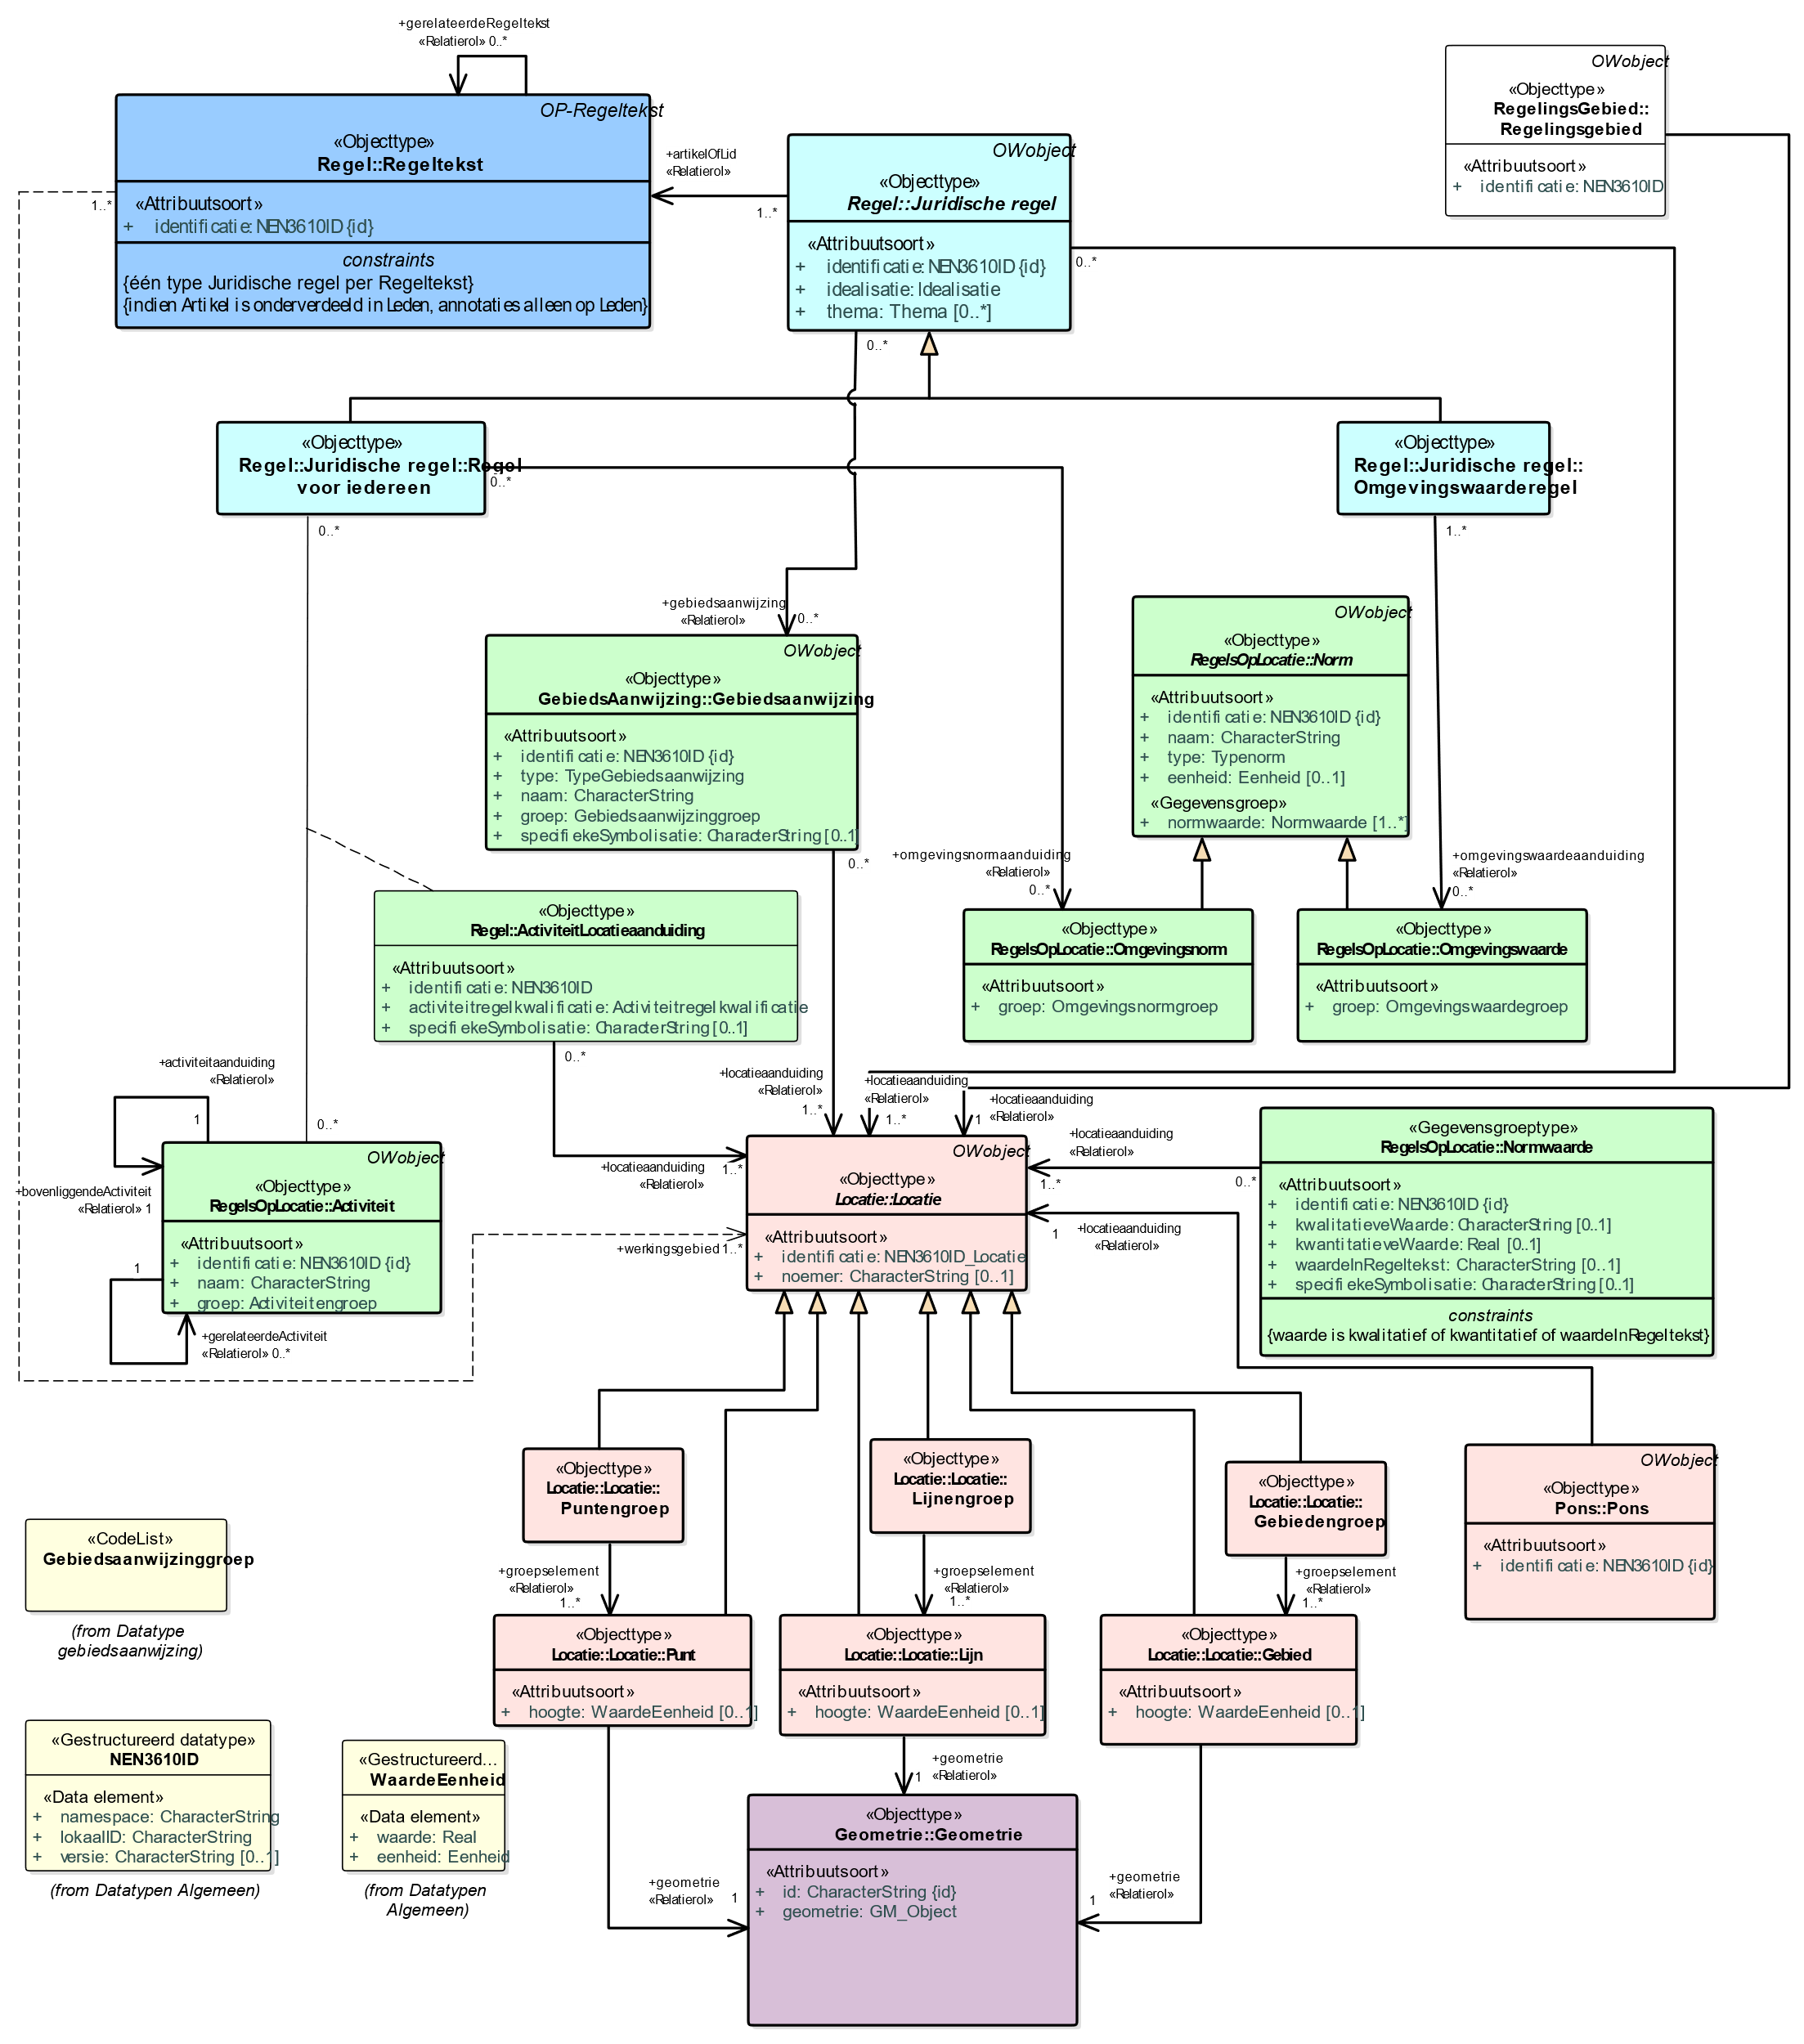 +gerelateerdeRegeltekst
«Relatierol» 0..*
OP-Regeltekst
«Objecttype»
Regel::Regeltekst
«Attribuutsoort»
+ identificatie: NEN3610ID {id}
constraints
{één type Juridische regel per Regeltekst}
{indien Artikel is onderverdeeld in Leden, annotaties alleen op Leden}
1..*
+artikelOfLid
«Relatierol»
1..*
OWobject
«Objecttype»
Regel::Juridische regel
«Attribuutsoort»
+ identificatie: NEN3610ID {id}
+ idealisatie: Idealisatie
+ thema: Thema [0..*]
0..*
0..*
OWobject
«Objecttype»
RegelingsGebied::
Regelingsgebied
«Attribuutsoort»
+ identificatie: NEN3610ID
«Objecttype»
Regel::Juridische regel::Regel
voor iedereen
0..*
0..*
«Objecttype»
Regel::Juridische regel::
Omgevingswaarderegel
1..*
+gebiedsaanwijzing
«Relatierol»
0..*
OWobject
«Objecttype»
GebiedsAanwijzing::Gebiedsaanwijzing
«Attribuutsoort»
+ identificatie: NEN3610ID {id}
+ type: TypeGebiedsaanwijzing
+ naam: CharacterString
+ groep: Gebiedsaanwijzinggroep
+ specifiekeSymbolisatie: CharacterString [0..1]
0..*
OWobject
«Objecttype»
RegelsOpLocatie::Norm
«Attribuutsoort»
+ identificatie: NEN3610ID {id}
+ naam: CharacterString
+ type: Typenorm
+ eenheid: Eenheid [0..1]
«Gegevensgroep»
+ normwaarde: Normwaarde [1..*]
+omgevingsnormaanduiding
«Relatierol»
0..*
+omgevingswaardeaanduiding
«Relatierol»
0..*
«Objecttype»
RegelsOpLocatie::Omgevingsnorm
«Attribuutsoort»
+ groep: Omgevingsnormgroep
«Objecttype»
RegelsOpLocatie::Omgevingswaarde
«Attribuutsoort»
+ groep: Omgevingswaardegroep
«Objecttype»
Regel::ActiviteitLocatieaanduiding
«Attribuutsoort»
+ identificatie: NEN3610ID
+ activiteitregelkwalificatie: Activiteitregelkwalificatie
+ specifiekeSymbolisatie: CharacterString [0..1]
0..*
+activiteitaanduiding
«Relatierol»
1
0..*
+bovenliggendeActiviteit
«Relatierol» 1
OWobject
«Objecttype»
RegelsOpLocatie::Activiteit
«Attribuutsoort»
+ identificatie: NEN3610ID {id}
+ naam: CharacterString
+ groep: Activiteitengroep
1
+gerelateerdeActiviteit
«Relatierol» 0..*
+locatieaanduiding
«Relatierol»
1..*
+locatieaanduiding
«Relatierol»
1..*
+locatieaanduiding
«Relatierol»
1
+locatieaanduiding
«Relatierol»
1..*
+locatieaanduiding
«Relatierol»
1..*
0..*
+locatieaanduiding
«Relatierol»
1
+werkingsgebied 1..*
OWobject
«Objecttype»
Locatie::Locatie
«Attribuutsoort»
+ identificatie: NEN3610ID_Locatie
+ noemer: CharacterString [0..1]
«Gegevensgroeptype»
RegelsOpLocatie::Normwaarde
«Attribuutsoort»
+ identificatie: NEN3610ID {id}
+ kwalitatieveWaarde: CharacterString [0..1]
+ kwantitatieveWaarde: Real [0..1]
+ waardeInRegeltekst: CharacterString [0..1]
+ specifiekeSymbolisatie: CharacterString [0..1]
constraints
{waarde is kwalitatief of kwantitatief of waardeInRegeltekst}
«Objecttype»
Locatie::Locatie::
Puntengroep
«Objecttype»
Locatie::Locatie::
Lijnengroep
«Objecttype»
Locatie::Locatie::
Gebiedengroep
OWobject
«Objecttype»
Pons::Pons
«Attribuutsoort»
+ identificatie: NEN3610ID {id}
+groepselement
«Relatierol»
1..*
+groepselement
«Relatierol»
1..*
+groepselement
«Relatierol»
1..*
«CodeList»
Gebiedsaanwijzinggroep
(from Datatype
gebiedsaanwijzing)
«Objecttype»
Locatie::Locatie::Punt
«Attribuutsoort»
+ hoogte: WaardeEenheid [0..1]
«Objecttype»
Locatie::Locatie::Lijn
«Attribuutsoort»
+ hoogte: WaardeEenheid [0..1]
«Objecttype»
Locatie::Locatie::Gebied
«Attribuutsoort»
+ hoogte: WaardeEenheid [0..1]
«Gestructureerd datatype»
NEN3610ID
«Data element»
+ namespace: CharacterString
+ lokaalID: CharacterString
+ versie: CharacterString [0..1]
(from Datatypen Algemeen)
«Gestructureerd...
WaardeEenheid
«Data element»
+ waarde: Real
+ eenheid: Eenheid
(from Datatypen
Algemeen)
+geometrie
«Relatierol»
1
+geometrie
«Relatierol»
1
+geometrie
«Relatierol»
1
«Objecttype»
Geometrie::Geometrie
«Attribuutsoort»
+ id: CharacterString {id}
+ geometrie: GM_Object